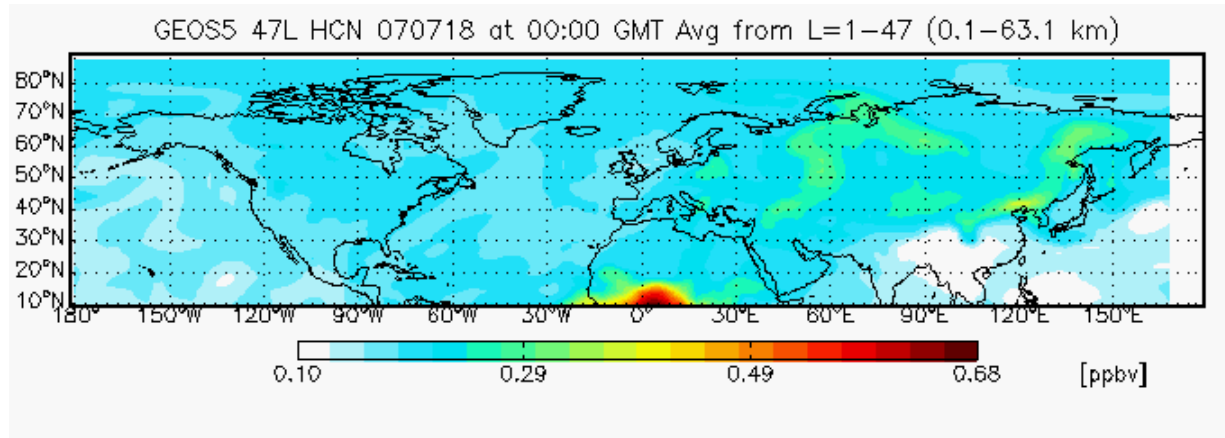 GEOS5 47L HCN 070718 at 00:00 GMT Avg from L=1-47 (0.1-63.1 km)
80°N
70°N
60°N
50°N
40°N
30°N
20°N
10°N
180° 150°W 120°W 90°W 60°W 30°W 0° 30°E 60°E 90°E 120°E 150°E
0.10 0.29 0.49 0.68 [ppbv]